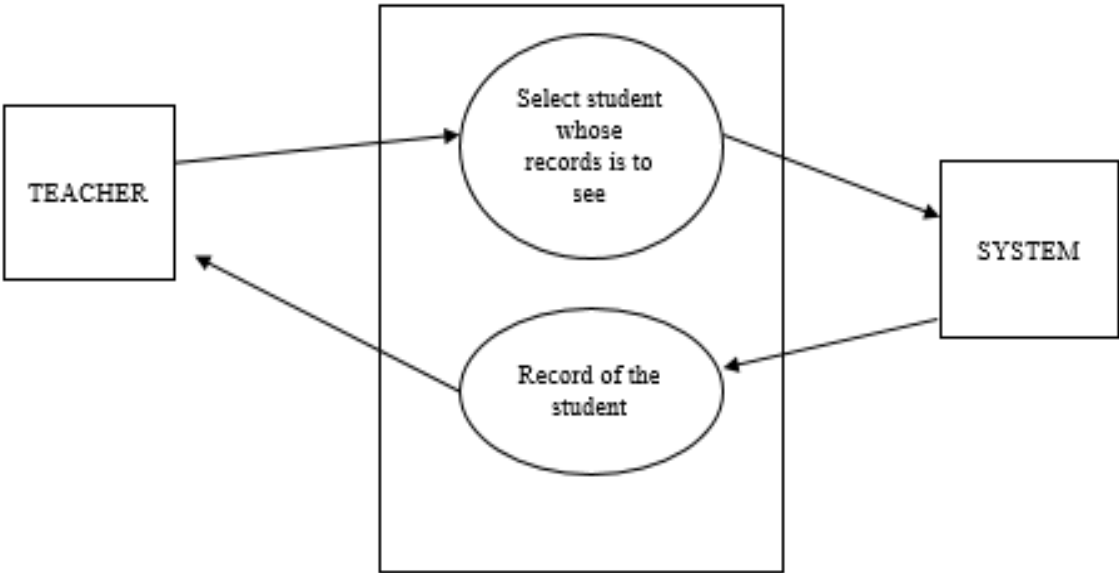 TEACHER
Select student
whose
records is to
see
SYSTEM
Record of the
student